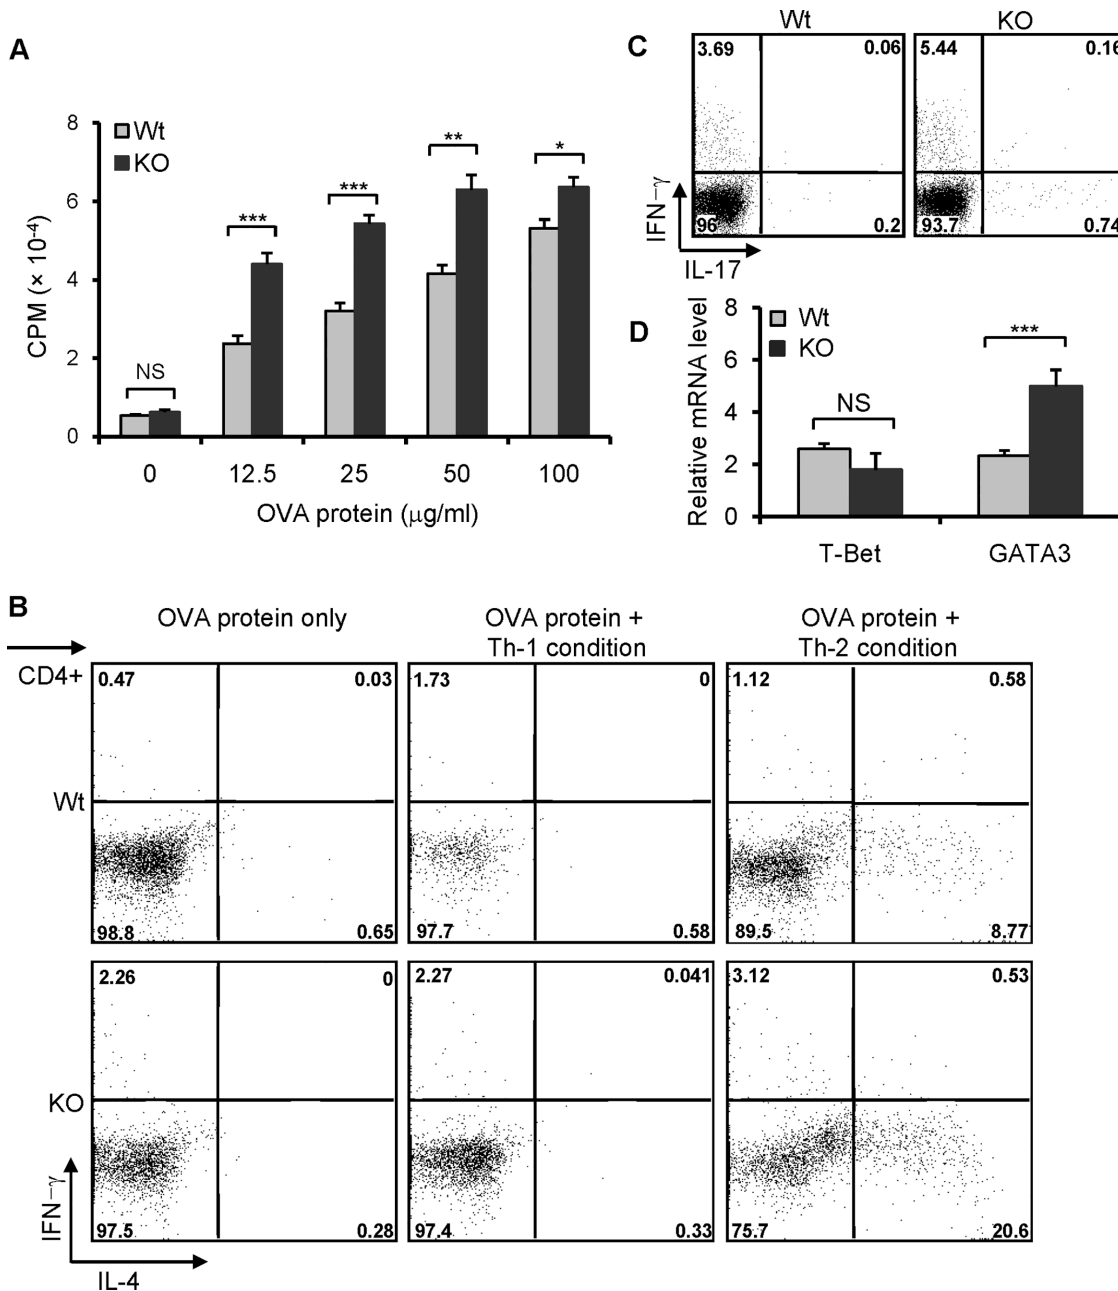 A
CPM (× 10⁻⁴)
8
6
4
2
0
Wt
KO
NS
***
***
**
*
0 12.5 25 50 100
OVA protein (μg/ml)
C
Wt KO
3.69 0.06
96 0.2
5.44 0.16
93.7 0.74
IFN–γ
IL-17
D
Relative mRNA level
8
6
4
2
0
Wt
KO
NS
***
T-Bet GATA3
B
OVA protein only
OVA protein +
Th-1 condition
OVA protein +
Th-2 condition
CD4+
Wt
0.47 0.03
98.8 0.65
1.73 0
97.7 0.58
1.12 0.58
89.5 8.77
KO
2.26 0
97.5 0.28
2.27 0.041
97.4 0.33
3.12 0.53
75.7 20.6
IFN–γ
IL-4